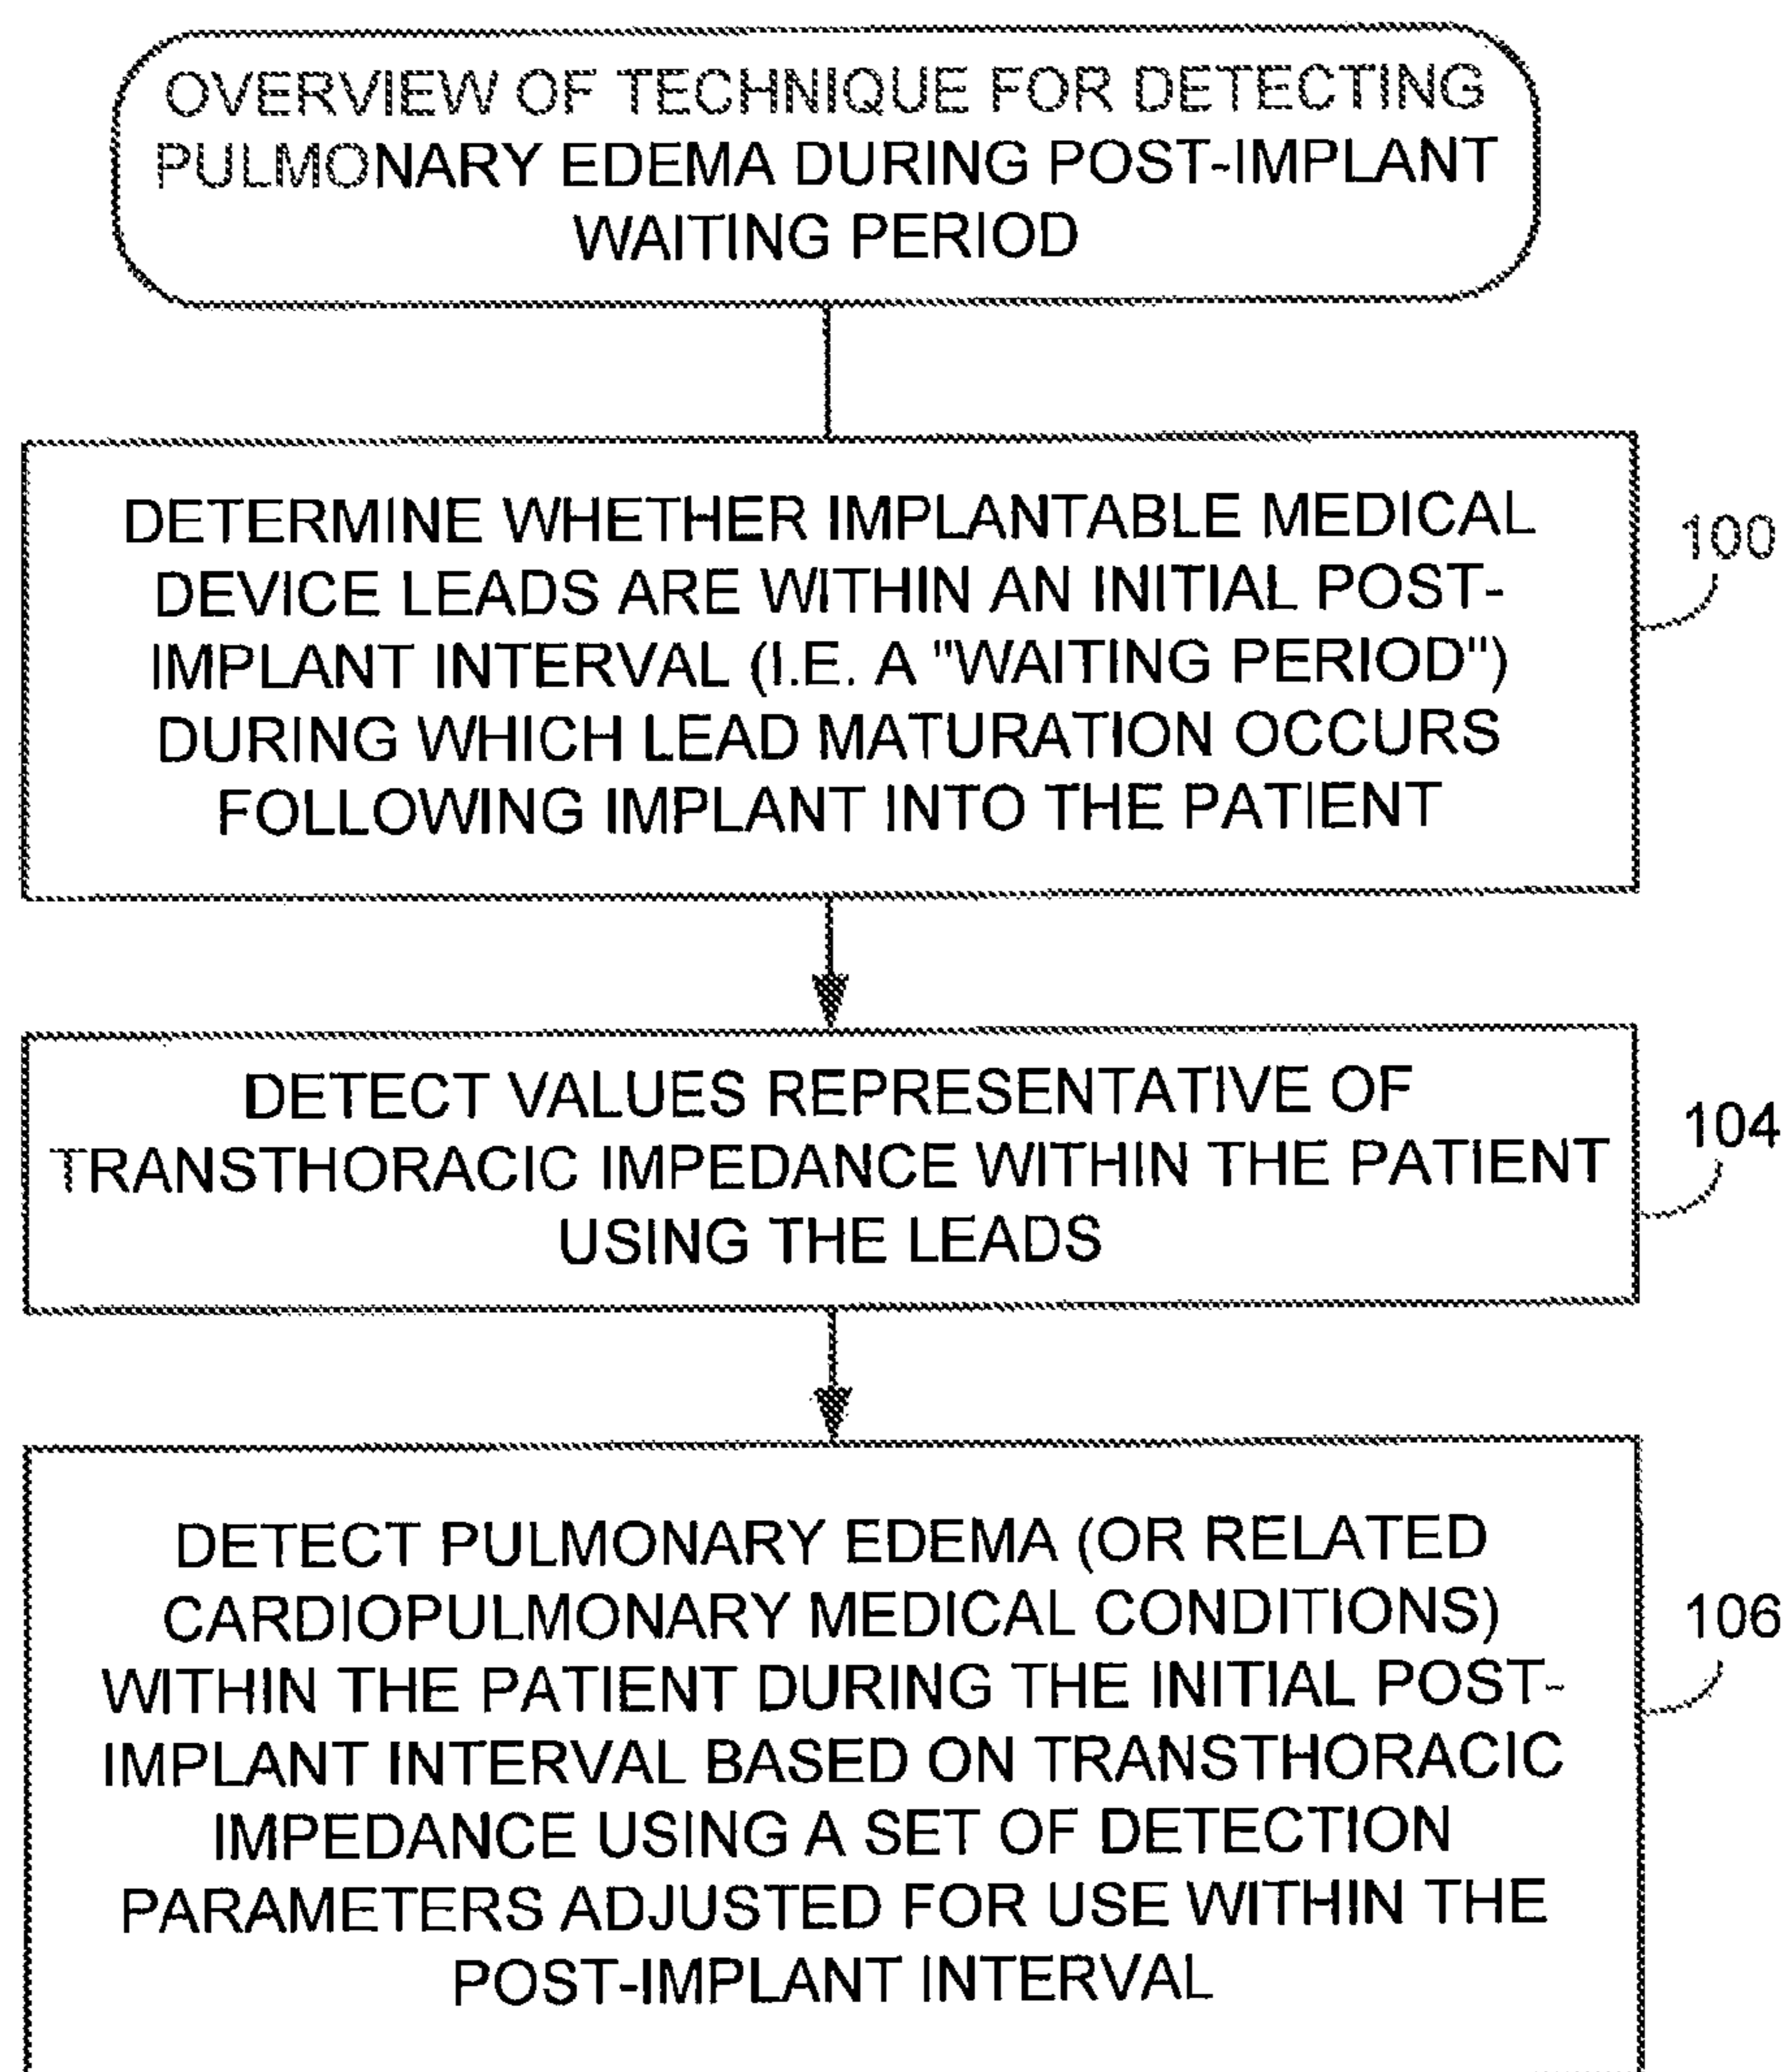 OVERVIEW OF TECHNIQUE FOR DETECTING
PULMONARY EDEMA DURING POST-IMPLANT
WAITING PERIOD
DETERMINE WHETHER IMPLANTABLE MEDICAL
DEVICE LEADS ARE WITHIN AN INITIAL POST-
IMPLANT INTERVAL (I.E. A "WAITING PERIOD")
DURING WHICH LEAD MATURATION OCCURS
FOLLOWING IMPLANT INTO THE PATIENT
100
DETECT VALUES REPRESENTATIVE OF
TRANSTHORACIC IMPEDANCE WITHIN THE PATIENT
USING THE LEADS
104
DETECT PULMONARY EDEMA (OR RELATED
CARDIOPULMONARY MEDICAL CONDITIONS)
WITHIN THE PATIENT DURING THE INITIAL POST-
IMPLANT INTERVAL BASED ON TRANSTHORACIC
IMPEDANCE USING A SET OF DETECTION
PARAMETERS ADJUSTED FOR USE WITHIN THE
POST-IMPLANT INTERVAL
106